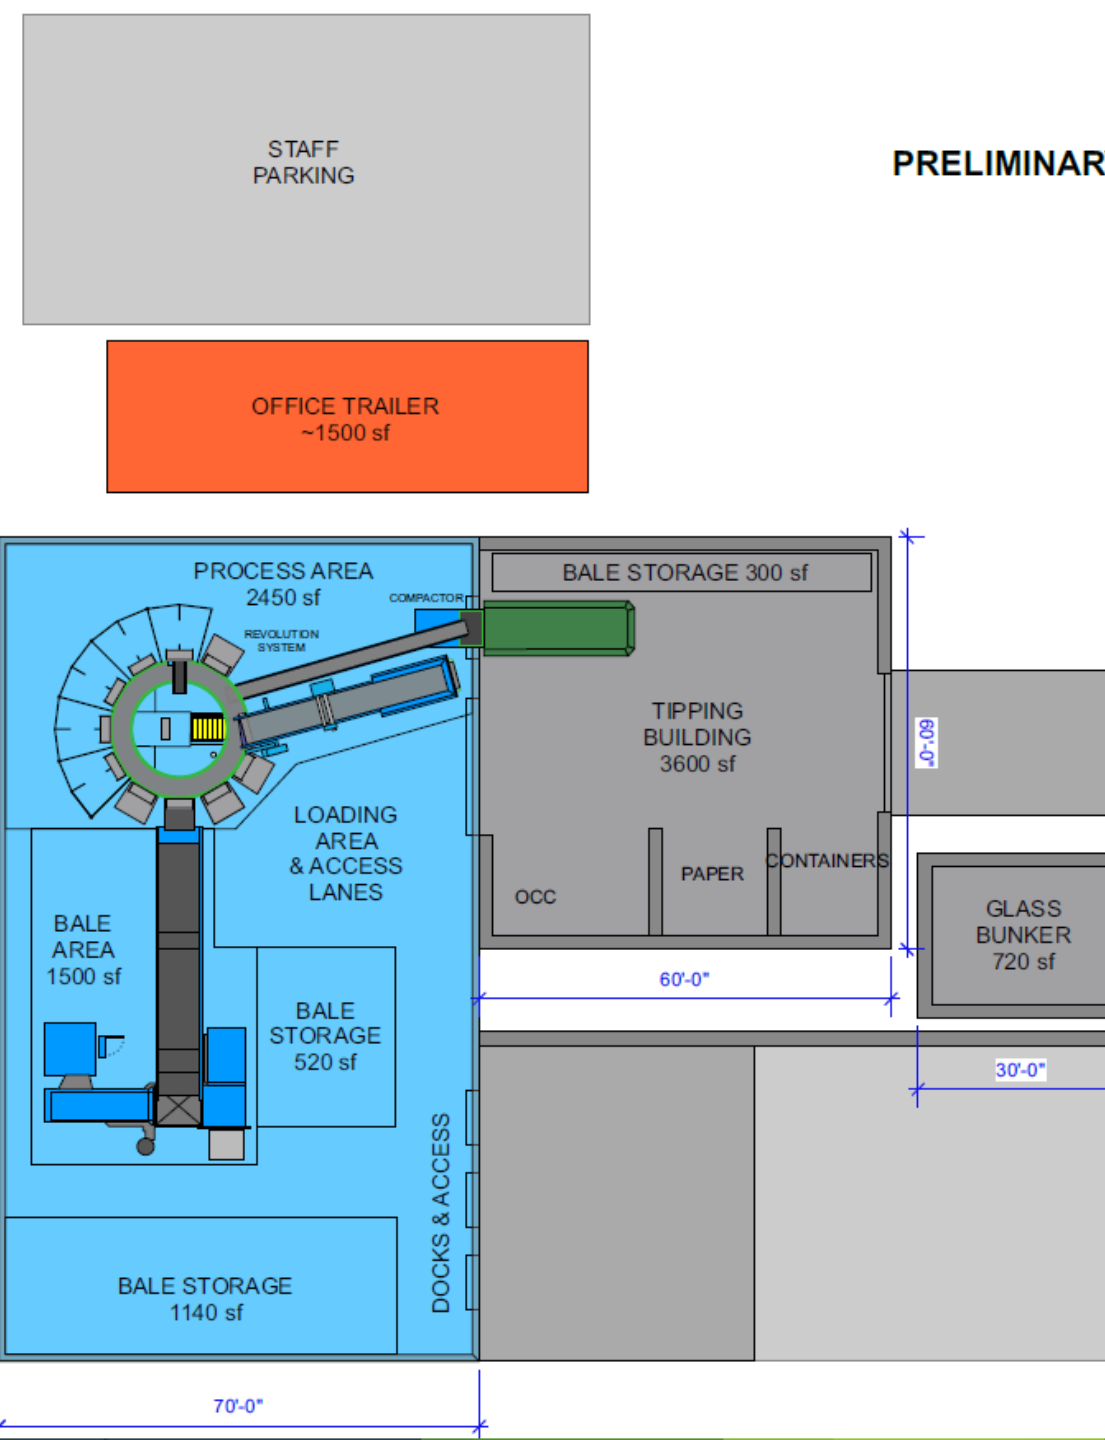 STAFF
PARKING
PRELIMINAR
OFFICE TRAILER
~1500 sf
PROCESS AREA
2450 sf
COMPACTOR
REVOLUTION
SYSTEM
BALE STORAGE 300 sf
TIPPING
BUILDING
3600 sf
60'-0"
LOADING
AREA
& ACCESS
LANES
OCC
PAPER
CONTAINERS
BALE
AREA
1500 sf
GLASS
BUNKER
720 sf
60'-0"
BALE
STORAGE
520 sf
30'-0"
DOCKS & ACCESS
BALE STORAGE
1140 sf
70'-0"